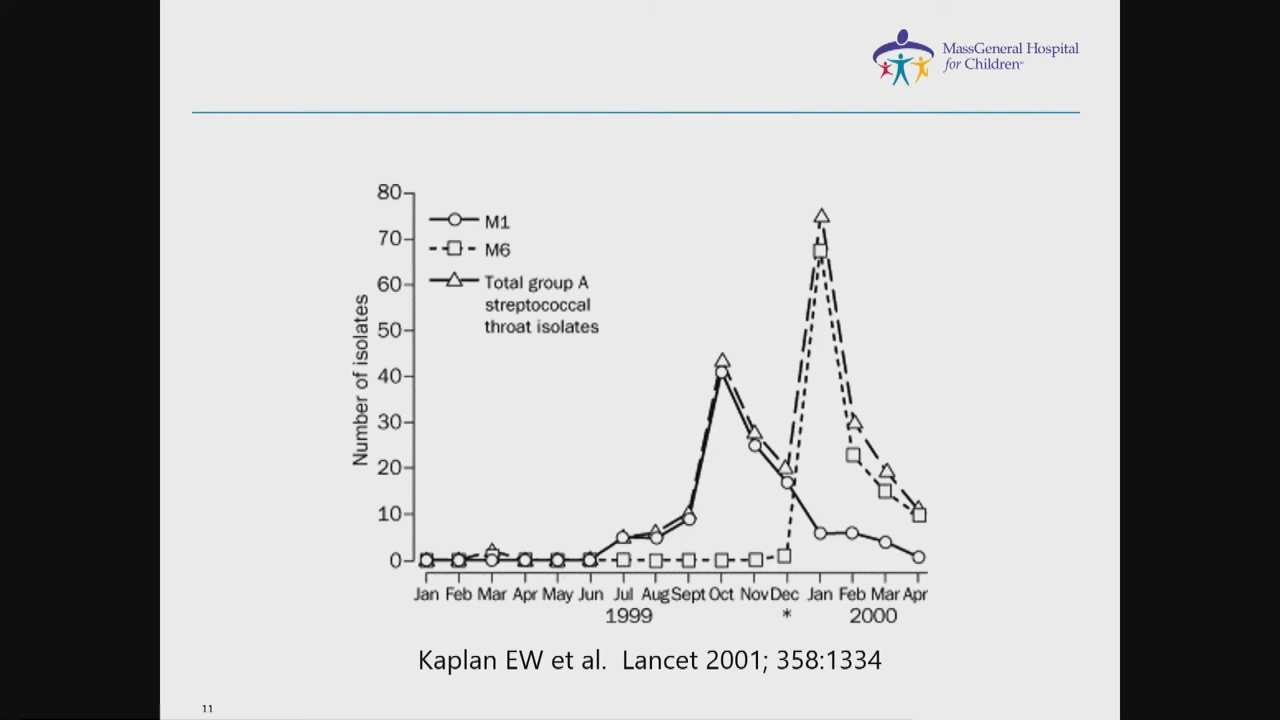 MassGeneral Hospital
for Children℠
80
70
60
50
40
30
20
10
0
Number of isolates
M1
M6
Total group A
streptococcal
throat isolates
Jan Feb Mar Apr May Jun Jul Aug Sept Oct Nov Dec Jan Feb Mar Apr
1999 * 2000
Kaplan EW et al. Lancet 2001; 358:1334
11